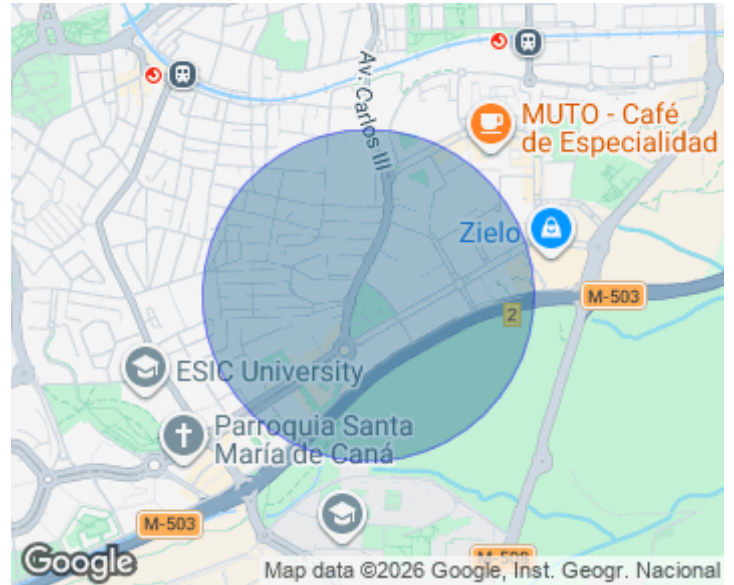 Av. Carlos III
MUTO - Café
de Especialidad
Zielo
M-503
2
ESIC University
Parroquia Santa
María de Caná
M-503
Google
Map data ©2026 Google, Inst. Geogr. Nacional